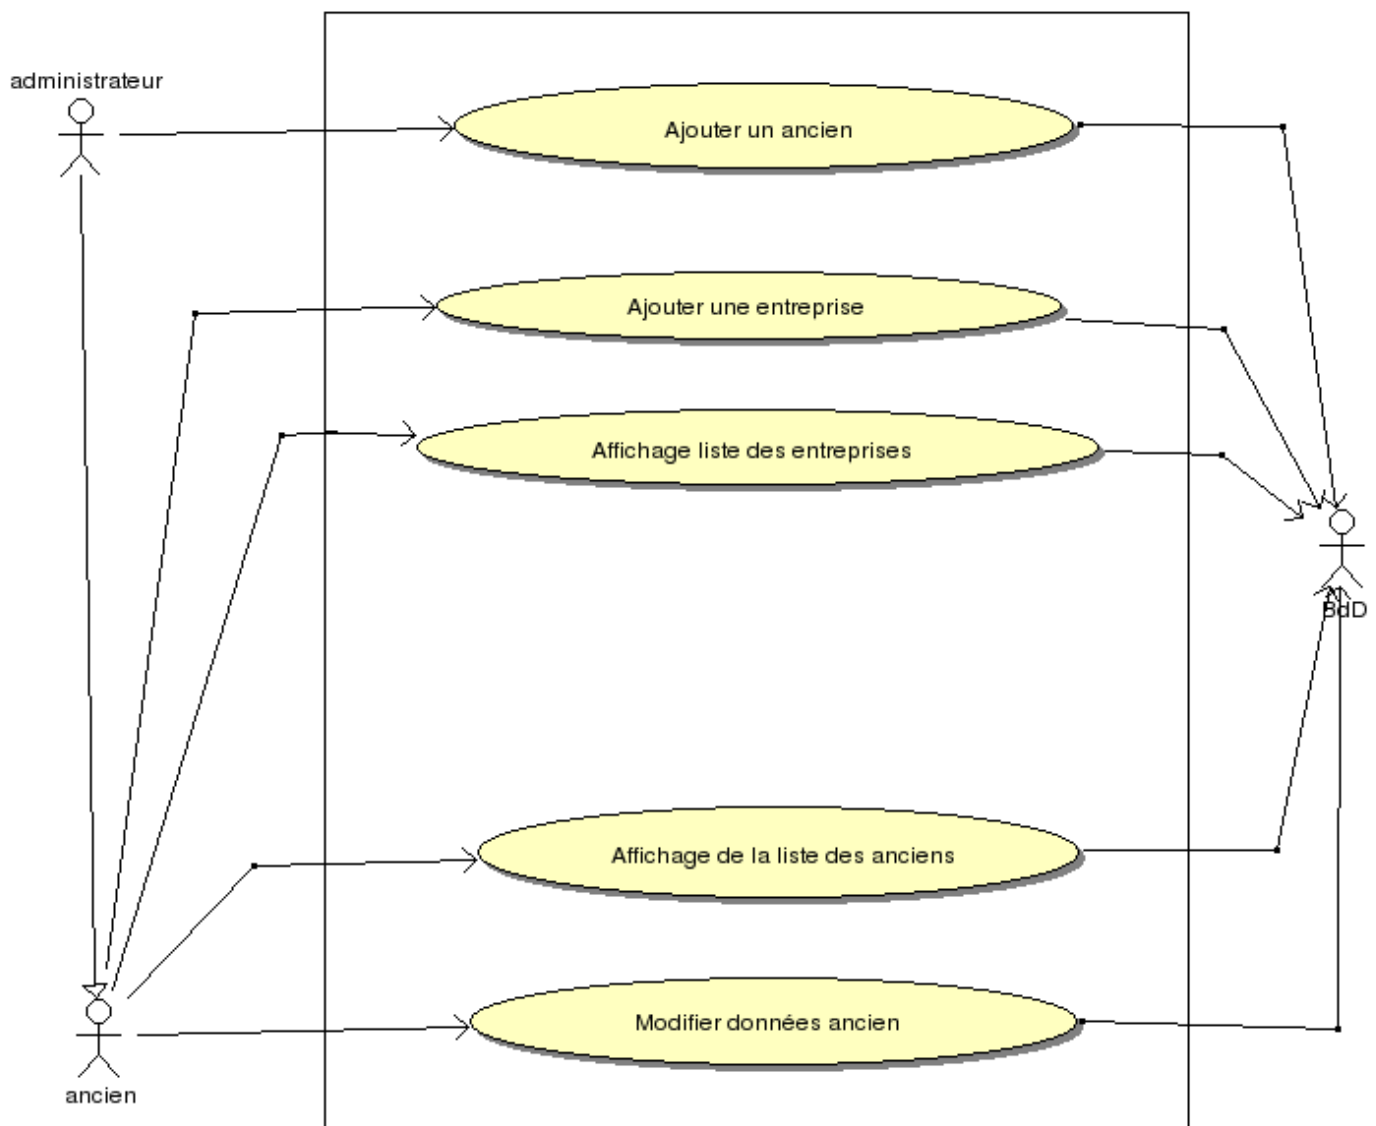 administrateur
Ajouter un ancien
Ajouter une entreprise
Affichage liste des entreprises
BdD
Affichage de la liste des anciens
Modifier données ancien
ancien